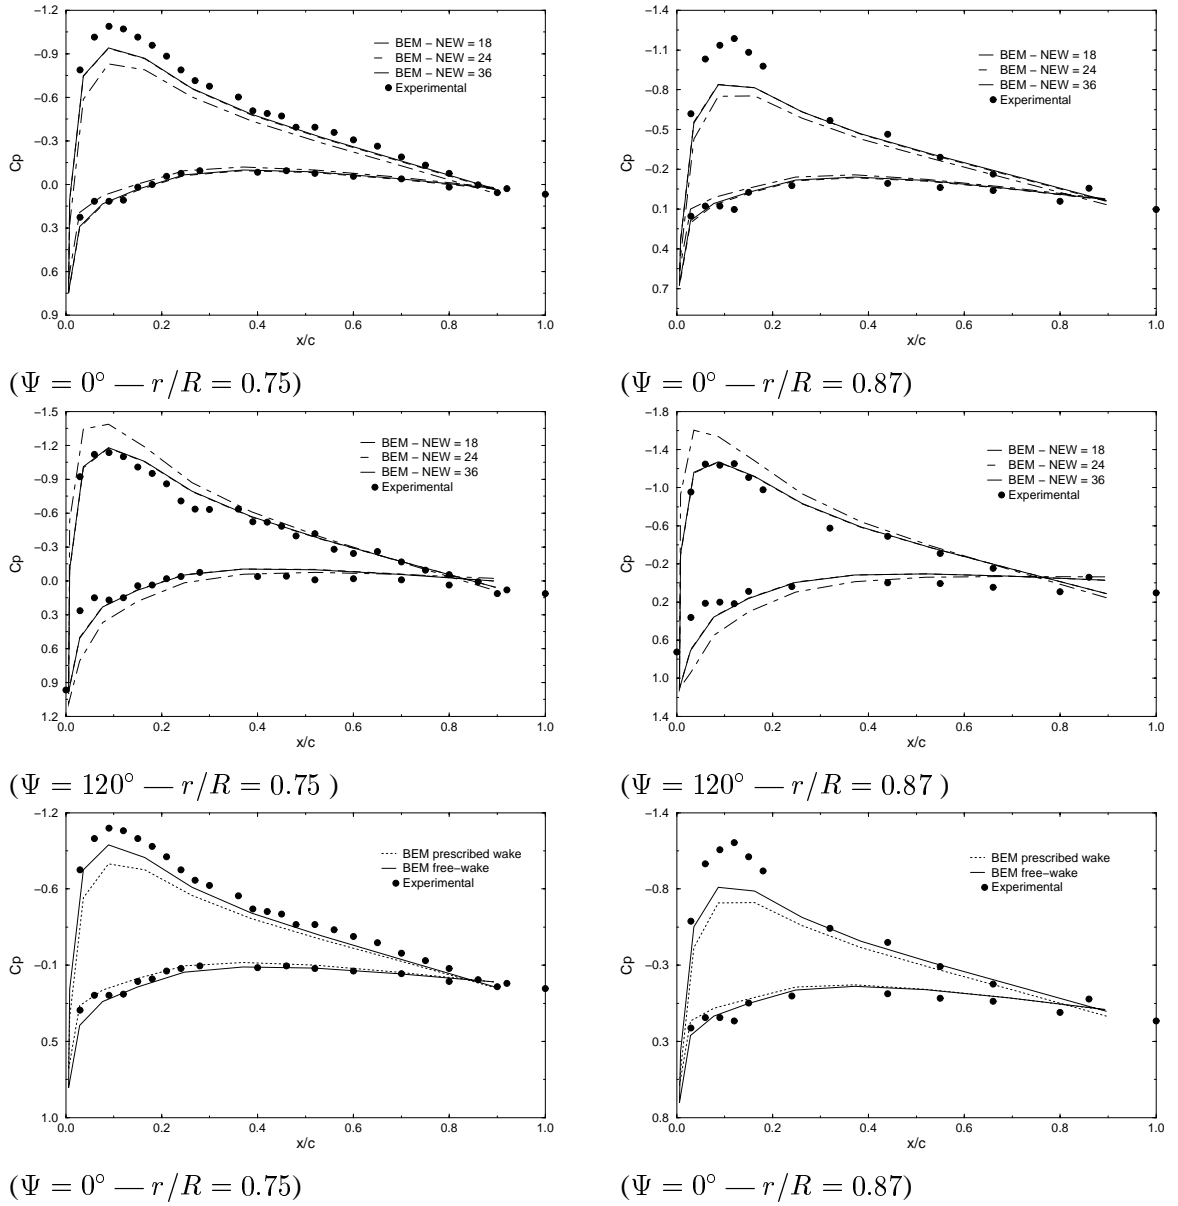 −1.2
−0.9
−0.6
−0.3
0.0
0.3
0.6
0.9
Cp
0.0 0.2 0.4 0.6 0.8 1.0
x/c
BEM − NEW = 18
BEM − NEW = 24
BEM − NEW = 36
Experimental
(Ψ = 0° — r/R = 0.75)
−1.4
−1.1
−0.8
−0.5
−0.2
0.1
0.4
0.7
Cp
0.0 0.2 0.4 0.6 0.8 1.0
x/c
BEM − NEW = 18
BEM − NEW = 24
BEM − NEW = 36
Experimental
(Ψ = 0° — r/R = 0.87)
−1.5
−1.2
−0.9
−0.6
−0.3
0.0
0.3
0.6
0.9
1.2
Cp
0.0 0.2 0.4 0.6 0.8 1.0
x/c
BEM − NEW = 18
BEM − NEW = 24
BEM − NEW = 36
Experimental
(Ψ = 120° — r/R = 0.75 )
−1.8
−1.4
−1.0
−0.6
−0.2
0.2
0.6
1.0
1.4
Cp
0.0 0.2 0.4 0.6 0.8 1.0
x/c
BEM − NEW = 18
BEM − NEW = 24
BEM − NEW = 36
Experimental
(Ψ = 120° — r/R = 0.87 )
−1.2
−0.6
−0.1
0.5
1.0
Cp
0.0 0.2 0.4 0.6 0.8 1.0
x/c
BEM prescribed wake
BEM free−wake
Experimental
(Ψ = 0° — r/R = 0.75)
−1.4
−0.8
−0.3
0.3
0.8
Cp
0.0 0.2 0.4 0.6 0.8 1.0
x/c
BEM prescribed wake
BEM free−wake
Experimental
(Ψ = 0° — r/R = 0.87)